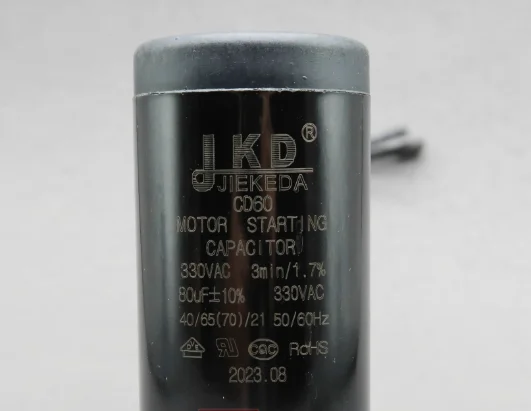 JKD®
JIEKEDA
CD60
MOTOR STARTING
CAPACITOR
330VAC 3min/1.7%
80uF±10% 330VAC
40/65(70)/21 50/60Hz
CQC RoHS
2023.08